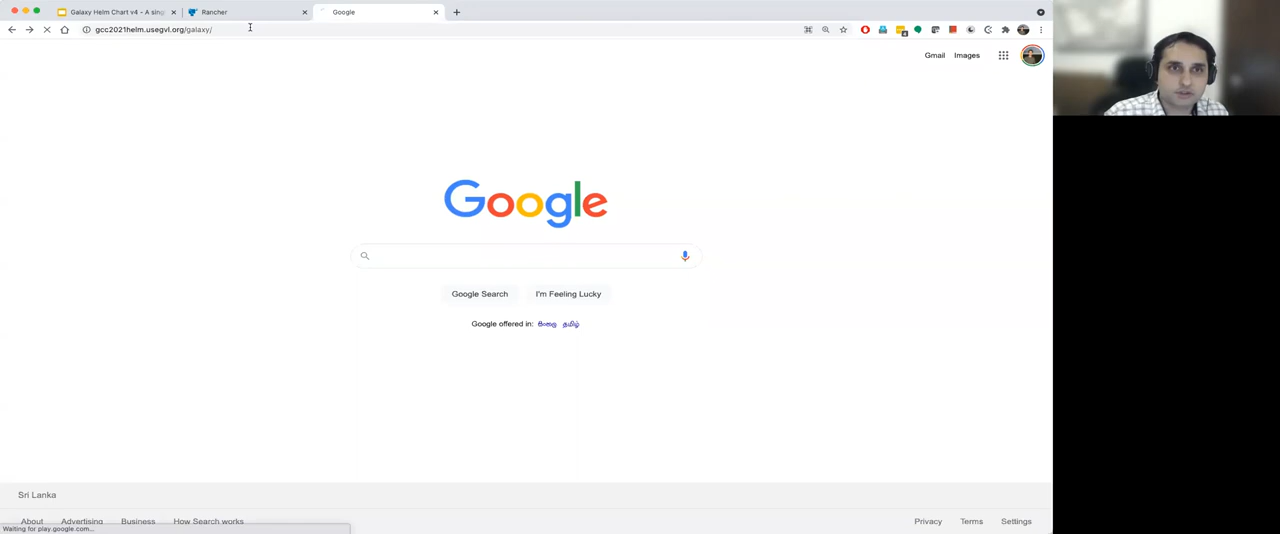 Galaxy Helm Chart v4 - A sing
Rancher
Google
gcc2021helm.usegvl.org/galaxy/
Gmail
Images
Google
Google Search
I'm Feeling Lucky
Google offered in: සිංහල தமிழ்
Sri Lanka
About
Advertising
Business
How Search works
Privacy
Terms
Settings
Waiting for play.google.com...